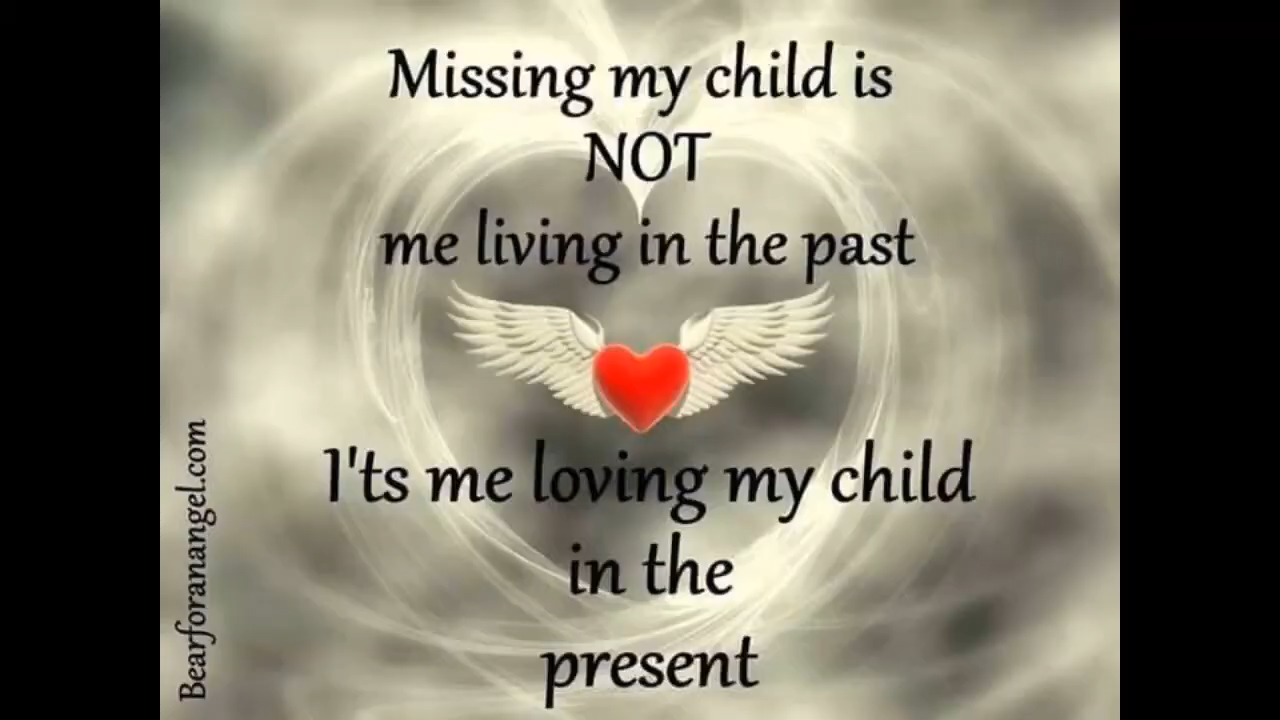 Missing my child is
NOT
me living in the past
I'ts me loving my child
in the
present
Bearforanangel.com